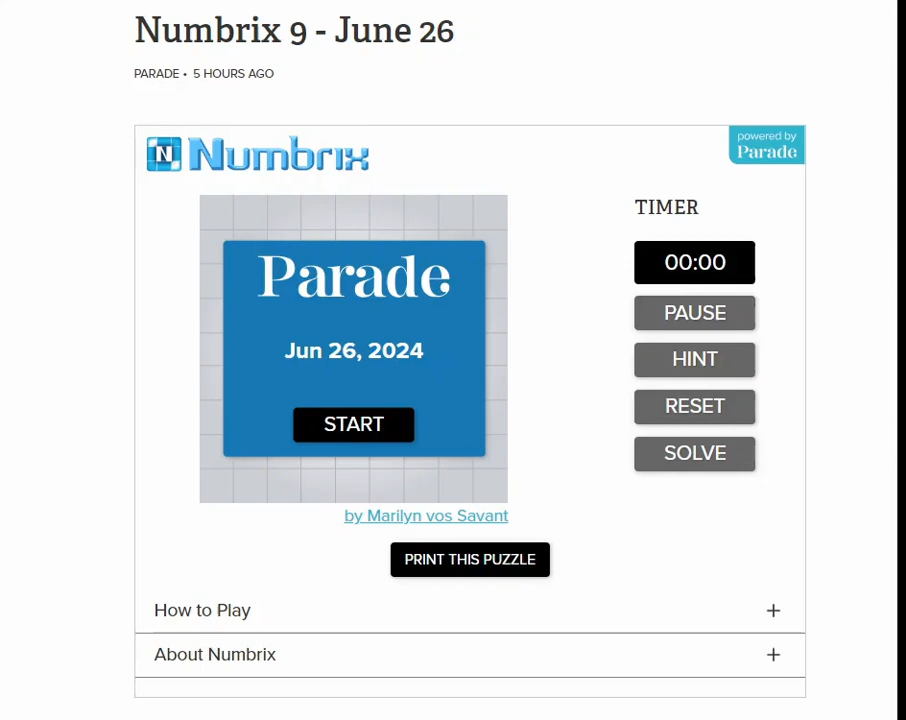 Numbrix 9 - June 26
PARADE • 5 HOURS AGO
N Numbrix
powered by
Parade
TIMER
Parade
00:00
PAUSE
Jun 26, 2024
HINT
RESET
START
SOLVE
by Marilyn vos Savant
PRINT THIS PUZZLE
How to Play +
About Numbrix +